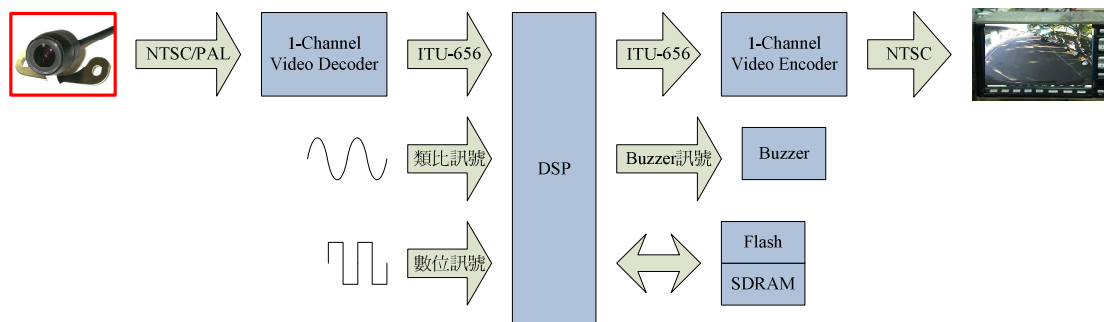 NTSC/PAL
1-Channel
Video Decoder
ITU-656
ITU-656
1-Channel
Video Encoder
NTSC
類比訊號
DSP
Buzzer訊號
Buzzer
數位訊號
Flash
SDRAM